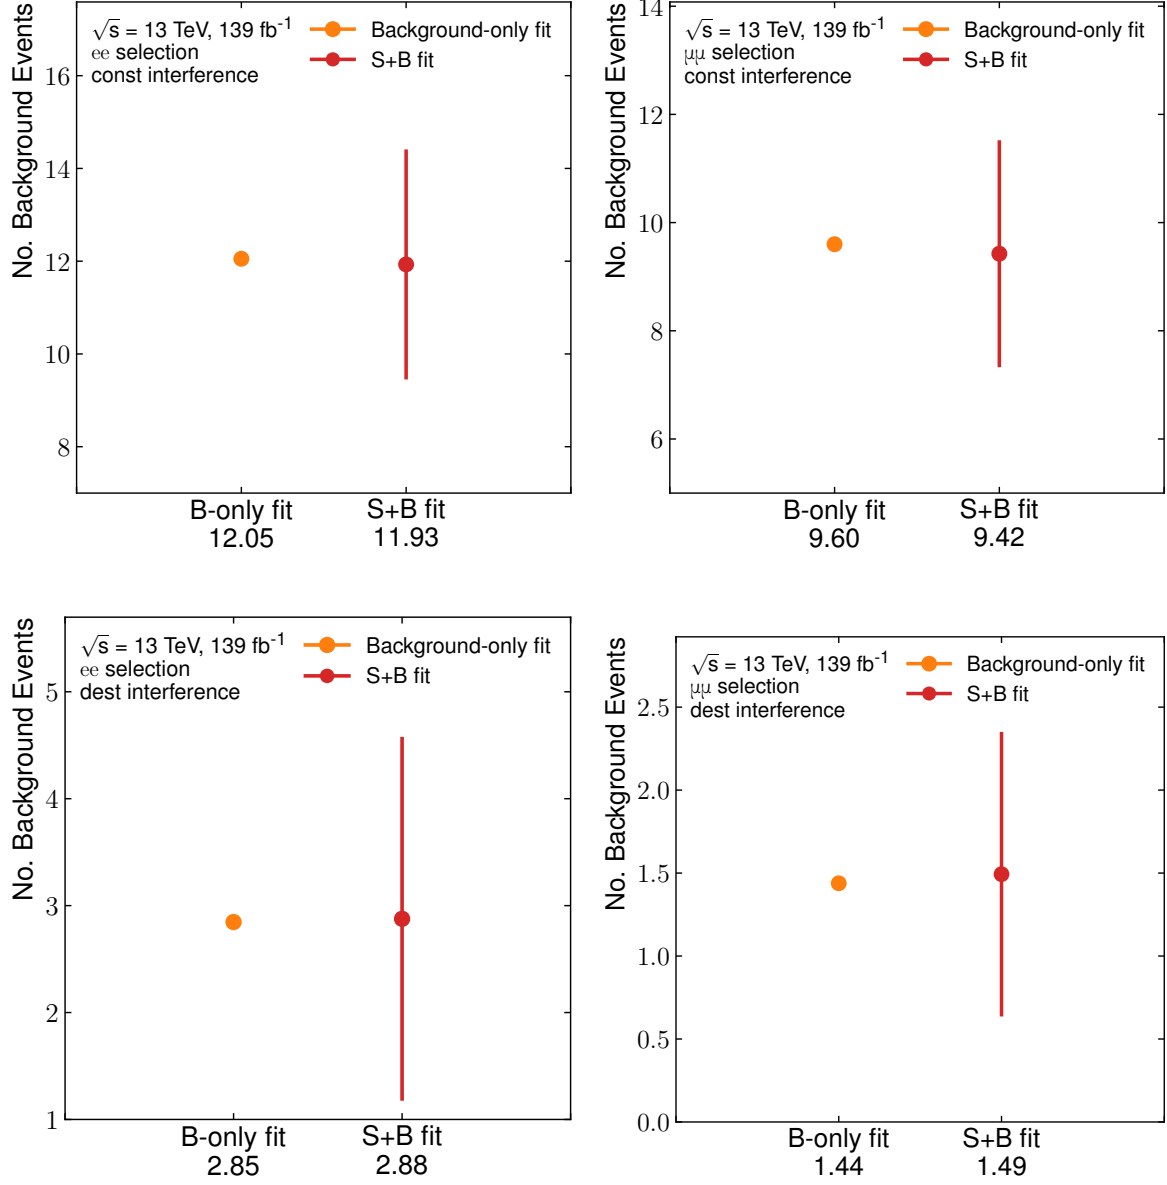 √s = 13 TeV, 139 fb⁻¹
ee selection
const interference
Background-only fit
S+B fit
No. Background Events
16
14
12
10
8
B-only fit
12.05
S+B fit
11.93
√s = 13 TeV, 139 fb⁻¹
μμ selection
const interference
Background-only fit
S+B fit
No. Background Events
14
12
10
8
6
B-only fit
9.60
S+B fit
9.42
√s = 13 TeV, 139 fb⁻¹
ee selection
dest interference
Background-only fit
S+B fit
No. Background Events
5
4
3
2
1
B-only fit
2.85
S+B fit
2.88
√s = 13 TeV, 139 fb⁻¹
μμ selection
dest interference
Background-only fit
S+B fit
No. Background Events
2.5
2.0
1.5
1.0
0.5
0.0
B-only fit
1.44
S+B fit
1.49